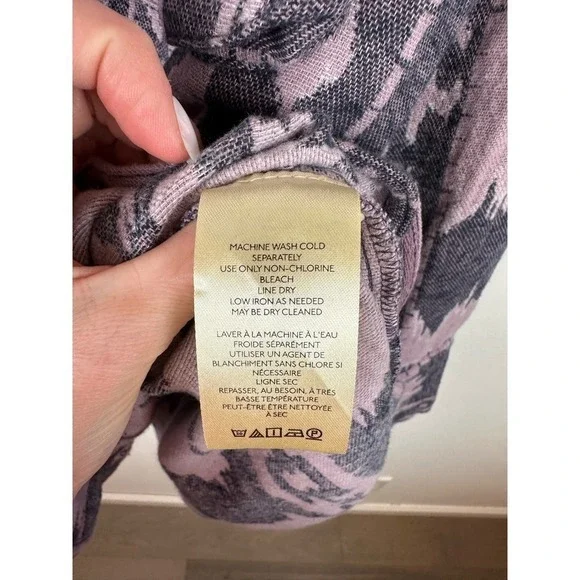 MACHINE WASH COLD
SEPARATELY
USE ONLY NON-CHLORINE
BLEACH
LINE DRY
LOW IRON AS NEEDED
MAY BE DRY CLEANED
LAVER À LA MACHINE À L'EAU
FROIDE SÉPARÉMENT
UTILISER UN AGENT DE
BLANCHIMENT SANS CHLORE SI
NÉCESSAIRE
LIGNE SEC
REPASSER, AU BESOIN, À TRÈS
BASSE TEMPÉRATURE
PEUT-ÊTRE ÊTRE NETTOYÉE
À SEC